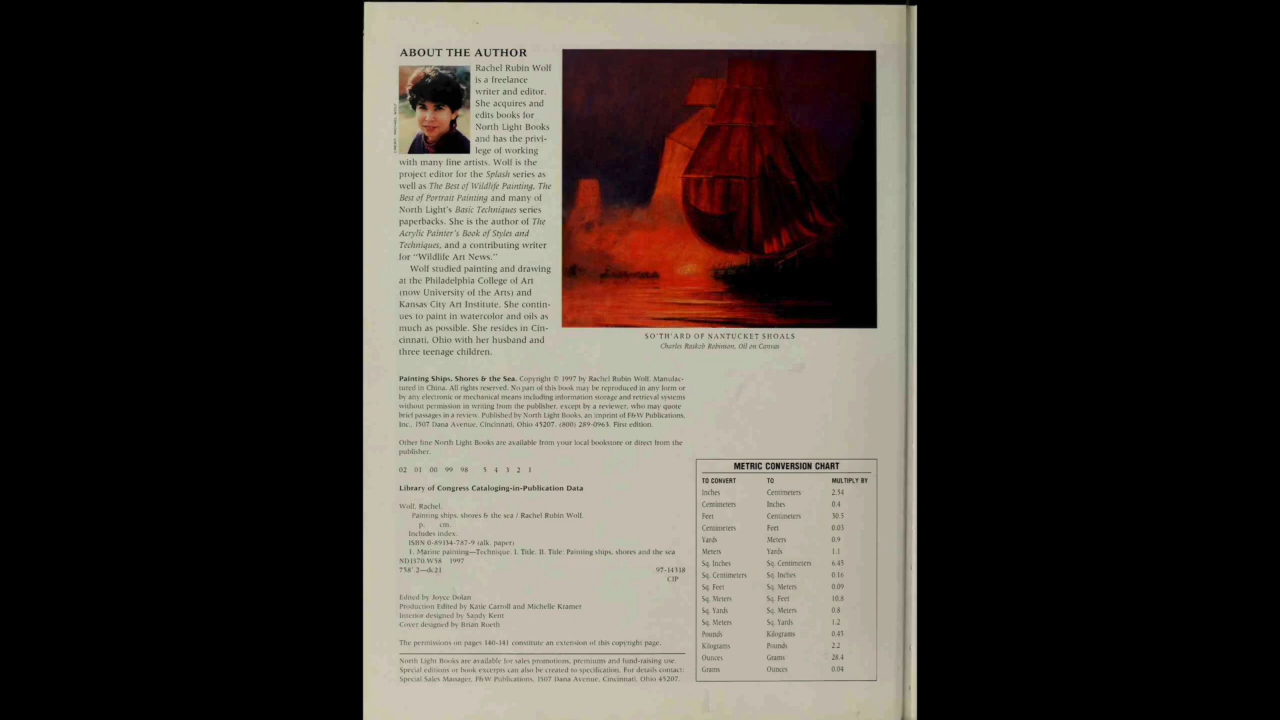 ABOUT THE AUTHOR
Rachel Rubin Wolf
is a freelance
writer and editor.
She acquires and
edits books for
North Light Books
and has the privi-
lege of working
with many fine artists. Wolf is the
project editor for the Splash series as
well as The Best of Wildlife Painting, The
Best of Portrait Painting and many of
North Light's Basic Techniques series
paperbacks. She is the author of The
Acrylic Painter's Book of Styles and
Techniques, and a contributing writer
for "Wildlife Art News."
Wolf studied painting and drawing
at the Philadelphia College of Art
(now University of the Arts) and
Kansas City Art Institute. She contin-
ues to paint in watercolor and oils as
much as possible. She resides in Cin-
cinnati, Ohio with her husband and
three teenage children.
SO'TH'ARD OF NANTUCKET SHOALS
Charles Raskob Robinson, Oil on Canvas
Painting Ships, Shores & the Sea. Copyright © 1997 by Rachel Rubin Wolf. Manufac-
tured in China. All rights reserved. No part of this book may be reproduced in any form or
by any electronic or mechanical means including information storage and retrieval systems
without permission in writing from the publisher, except by a reviewer, who may quote
brief passages in a review. Published by North Light Books, an imprint of F&W Publications,
Inc., 1507 Dana Avenue, Cincinnati, Ohio 45207. (800) 289-0963. First edition.
Other fine North Light Books are available from your local bookstore or direct from the
publisher.
02 01 00 99 98 5 4 3 2 1
Library of Congress Cataloging-in-Publication Data
Wolf, Rachel.
Painting ships, shores & the sea / Rachel Rubin Wolf.
p. cm.
Includes index.
ISBN 0-89134-787-9 (alk. paper)
1. Marine painting—Technique. I. Title. II. Title: Painting ships, shores and the sea
ND1370.W58 1997
758'.2—dc21 97-14318
CIP
Edited by Joyce Dolan
Production Edited by Katie Carroll and Michelle Kramer
Interior designed by Sandy Kent
Cover designed by Brian Roeth
The permissions on pages 140-141 constitute an extension of this copyright page.
North Light Books are available for sales promotions, premiums and fund-raising use.
Special editions or book excerpts can also be created to specification. For details contact:
Special Sales Manager, F&W Publications, 1507 Dana Avenue, Cincinnati, Ohio 45207.
METRIC CONVERSION CHART
TO CONVERT TO MULTIPLY BY
Inches Centimeters 2.54
Centimeters Inches 0.4
Feet Centimeters 30.5
Centimeters Feet 0.03
Yards Meters 0.9
Meters Yards 1.1
Sq. Inches Sq. Centimeters 6.45
Sq. Centimeters Sq. Inches 0.16
Sq. Feet Sq. Meters 0.09
Sq. Meters Sq. Feet 10.8
Sq. Yards Sq. Meters 0.8
Sq. Meters Sq. Yards 1.2
Pounds Kilograms 0.45
Kilograms Pounds 2.2
Ounces Grams 28.4
Grams Ounces 0.04